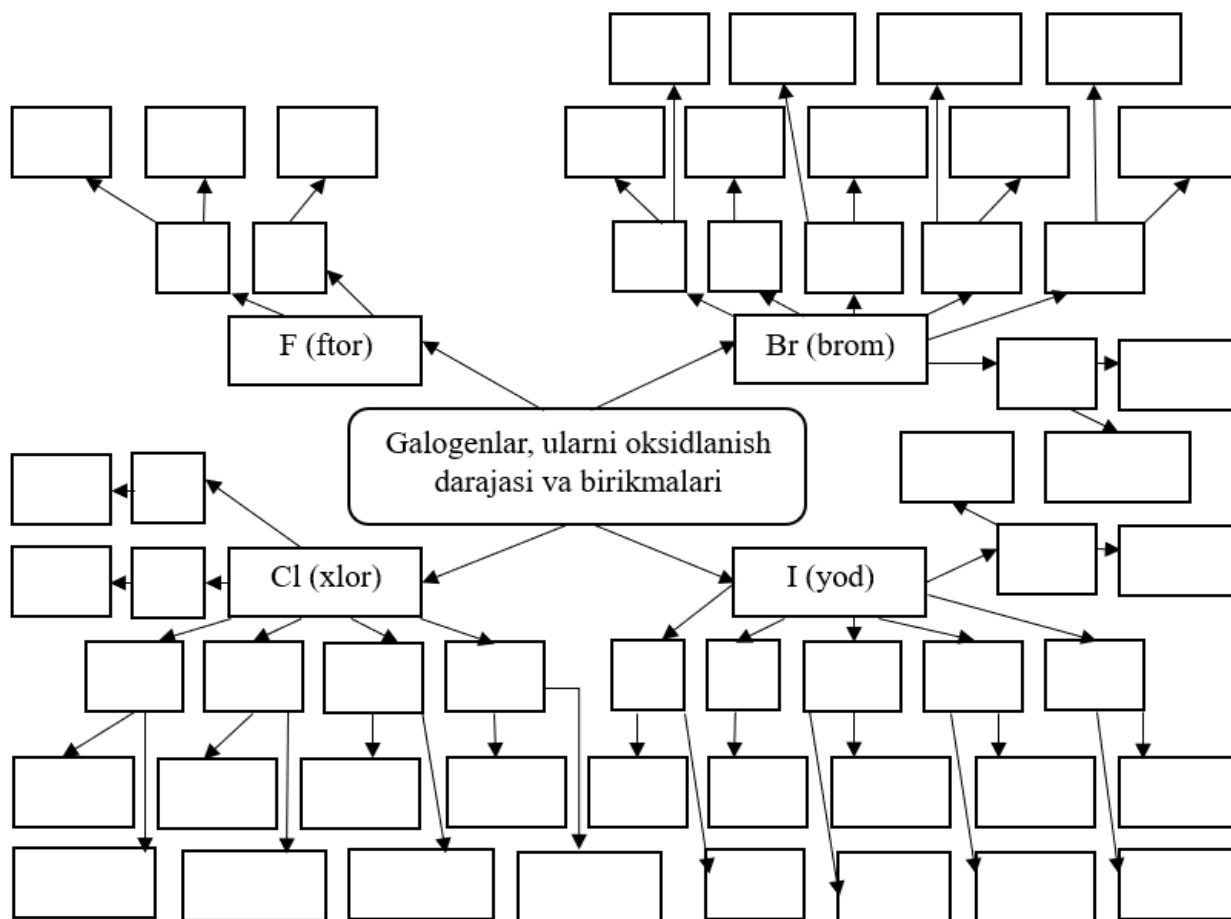 F (ftor)
Br (brom)
Galogenlar, ularni oksidlanish
darajasi va birikmalari
Cl (xlor)
I (yod)